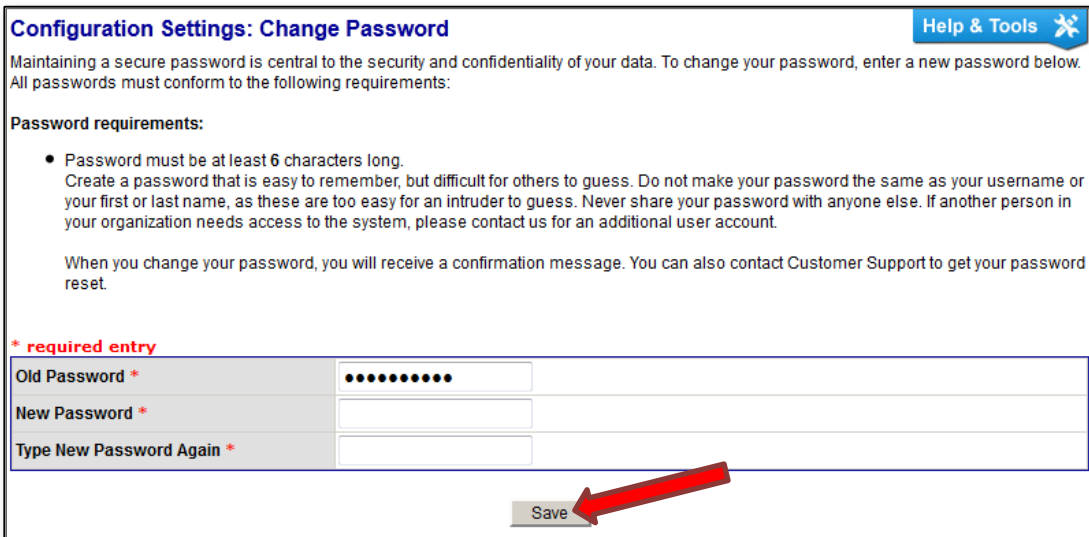 Configuration Settings: Change Password
Help & Tools
Maintaining a secure password is central to the security and confidentiality of your data. To change your password, enter a new password below.
All passwords must conform to the following requirements:
Password requirements:
• Password must be at least 6 characters long.
Create a password that is easy to remember, but difficult for others to guess. Do not make your password the same as your username or
your first or last name, as these are too easy for an intruder to guess. Never share your password with anyone else. If another person in
your organization needs access to the system, please contact us for an additional user account.
When you change your password, you will receive a confirmation message. You can also contact Customer Support to get your password
reset.
* required entry
Old Password * ●●●●●●●●●●
New Password *
Type New Password Again *
Save